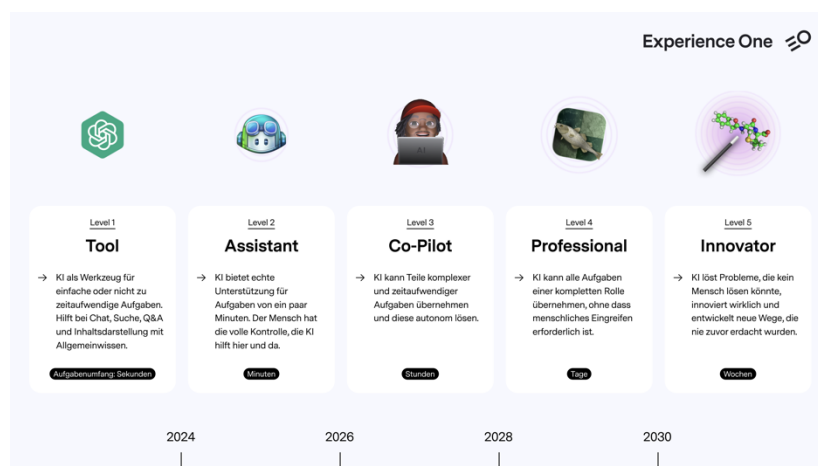 Experience One
Level 1
Tool
→ KI als Werkzeug für
einfache oder nicht zu
zeitaufwendige Aufgaben.
Hilft bei Chat, Suche, Q&A
und Inhaltsdarstellung mit
Allgemeinwissen.
Aufgabenumfang: Sekunden
Level 2
Assistant
→ KI bietet echte
Unterstützung für
Aufgaben von ein paar
Minuten. Der Mensch hat
die volle Kontrolle, die KI
hilft hier und da.
Minuten
AI
Level 3
Co-Pilot
→ KI kann Teile komplexer
und zeitaufwendiger
Aufgaben übernehmen
und diese autonom lösen.
Stunden
Level 4
Professional
→ KI kann alle Aufgaben
einer kompletten Rolle
übernehmen, ohne dass
menschliches Eingreifen
erforderlich ist.
Tage
Level 5
Innovator
→ KI löst Probleme, die kein
Mensch lösen könnte,
innoviert wirklich und
entwickelt neue Wege, die
nie zuvor erdacht wurden.
Wochen
2024
2026
2028
2030